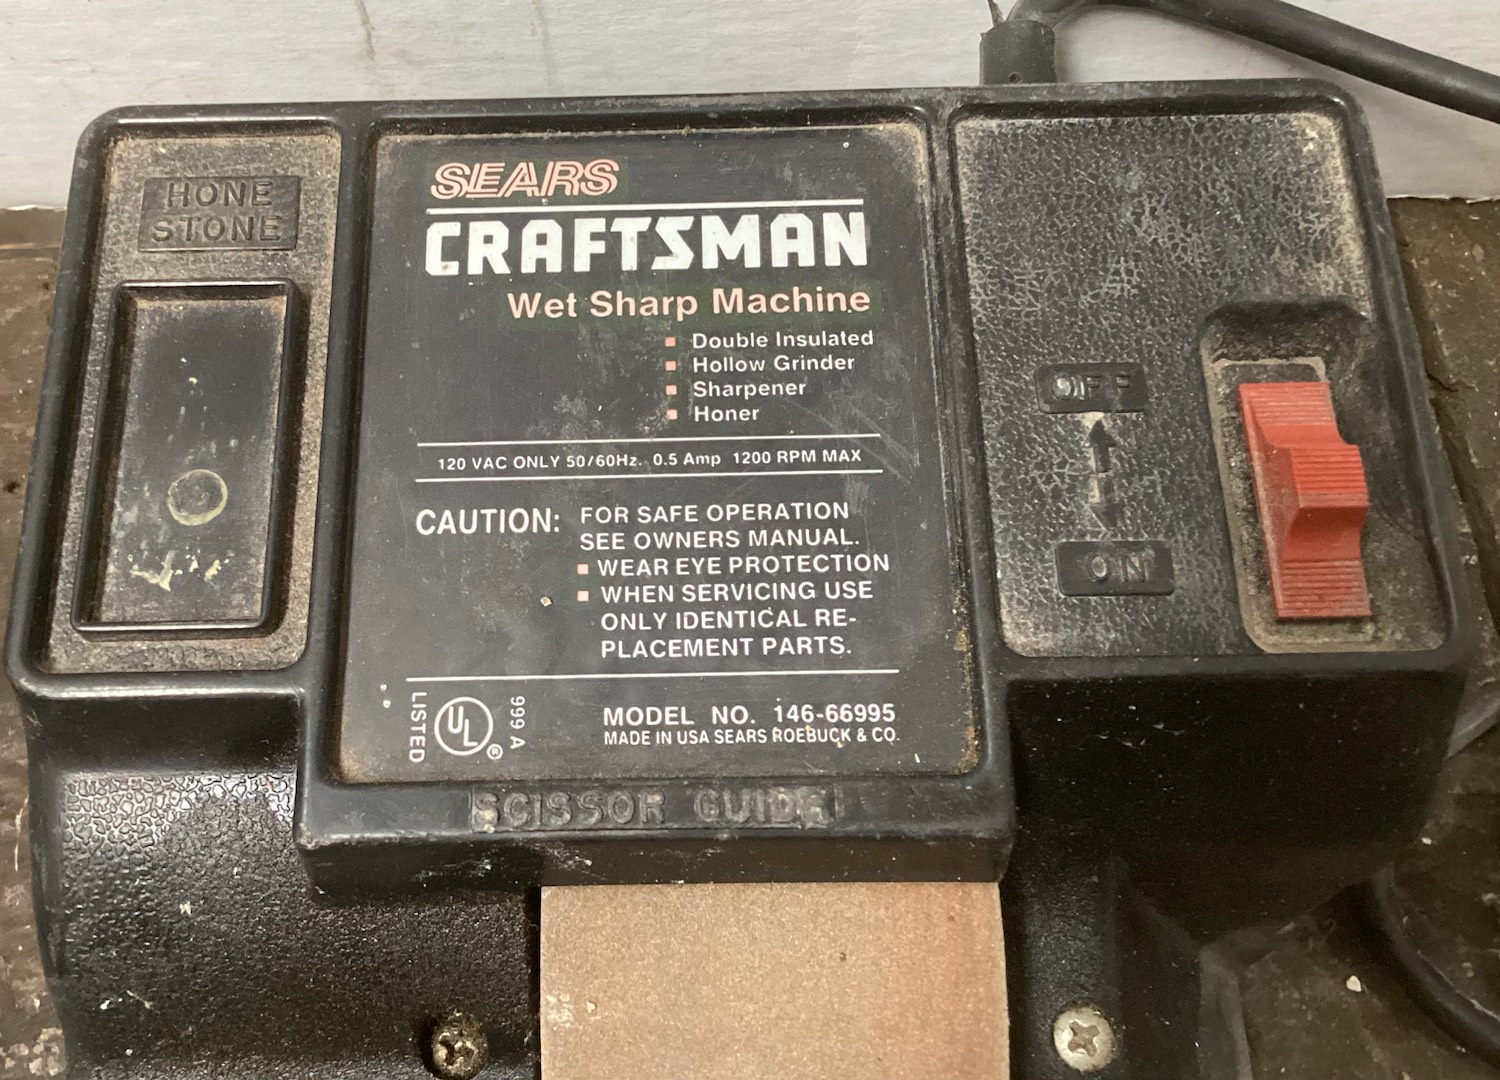 HONE
STONE
SEARS
CRAFTSMAN
Wet Sharp Machine
Double Insulated
Hollow Grinder
Sharpener
Honer
120 VAC ONLY 50/60Hz. 0.5 Amp 1200 RPM MAX
CAUTION: FOR SAFE OPERATION
SEE OWNERS MANUAL.
WEAR EYE PROTECTION
WHEN SERVICING USE
ONLY IDENTICAL RE-
PLACEMENT PARTS.
LISTED
UL
®
999 A
MODEL NO. 146-66995
MADE IN USA SEARS ROEBUCK & CO.
OFF
ON
SCISSOR GUIDE